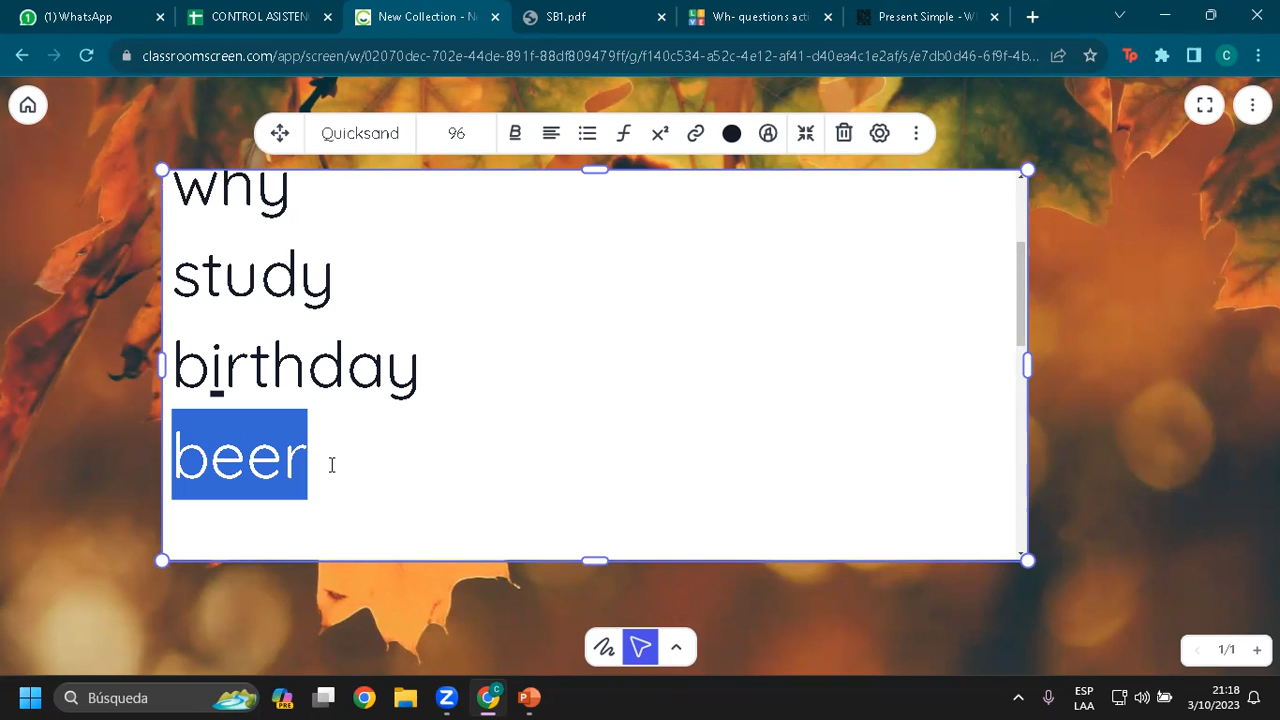 (1) WhatsApp
CONTROL ASISTEN
New Collection - N
SB1.pdf
Wh- questions acti
Present Simple - W
classroomscreen.com/app/screen/w/02070dec-702e-44de-891f-88df809479ff/g/f140c534-a52c-4e12-af41-d40ea4c1e2af/s/e7db0d46-6f9f-4b...
Quicksand
96
why
study
birthday
beer
1/1
Búsqueda
PRE
ESP
LAA
21:18
3/10/2023